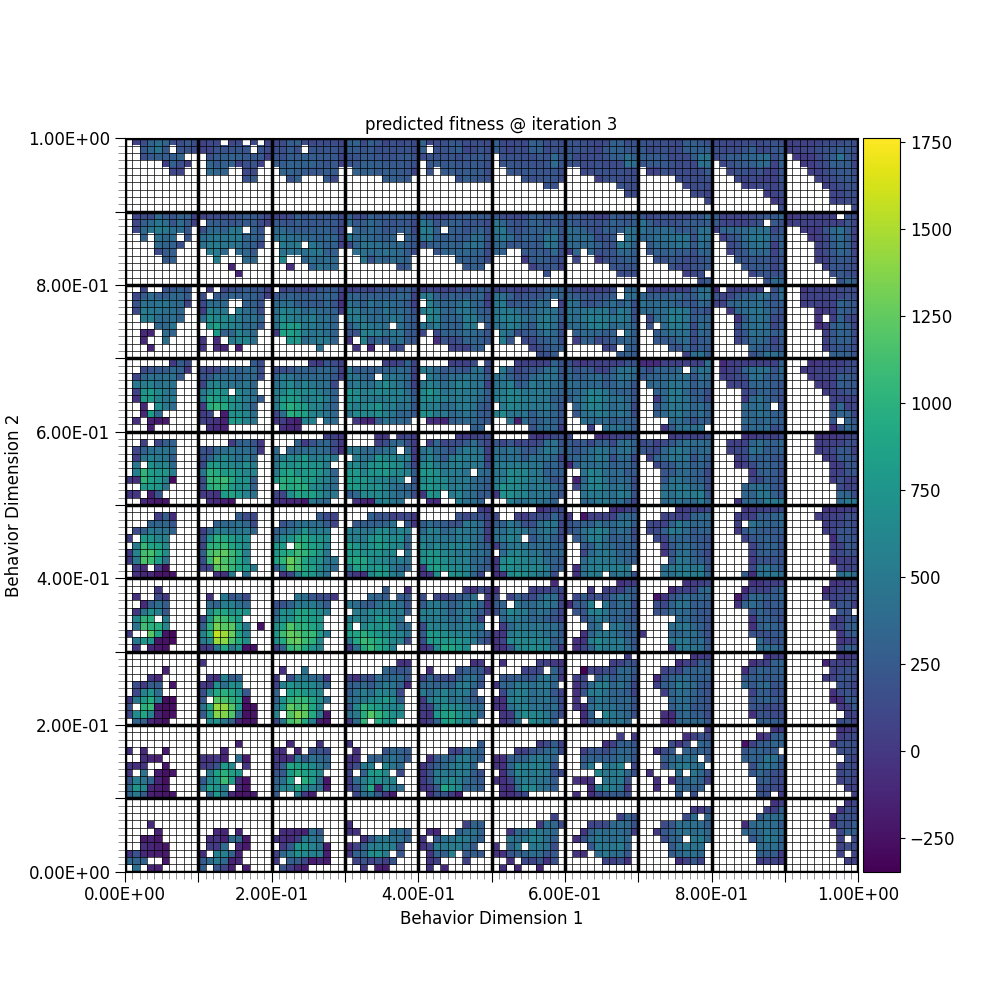 predicted fitness @ iteration 3
1.00E+00
8.00E-01
6.00E-01
4.00E-01
2.00E-01
0.00E+00
Behavior Dimension 2
0.00E+00 2.00E-01 4.00E-01 6.00E-01 8.00E-01 1.00E+00
Behavior Dimension 1
1750
1500
1250
1000
750
500
250
0
−250